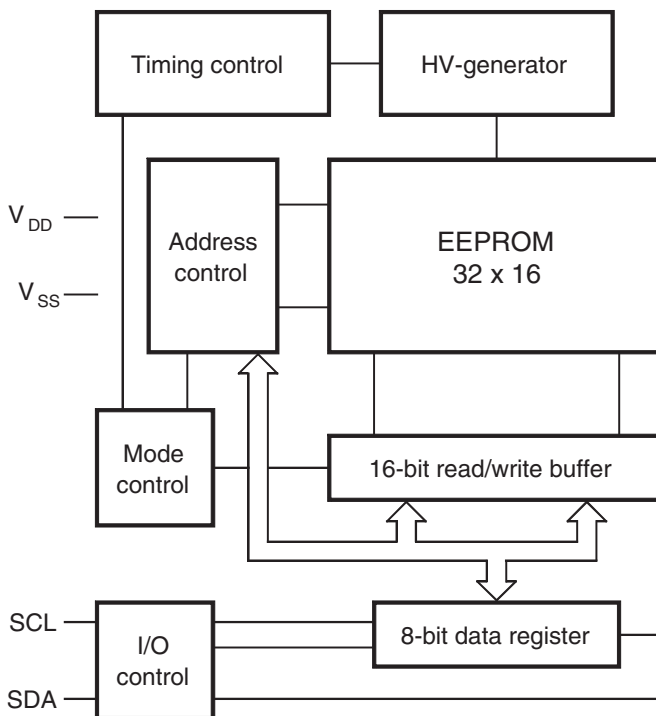 Timing control
HV-generator
V DD
V SS
Address
control
EEPROM
32 x 16
Mode
control
16-bit read/write buffer
SCL
SDA
I/O
control
8-bit data register